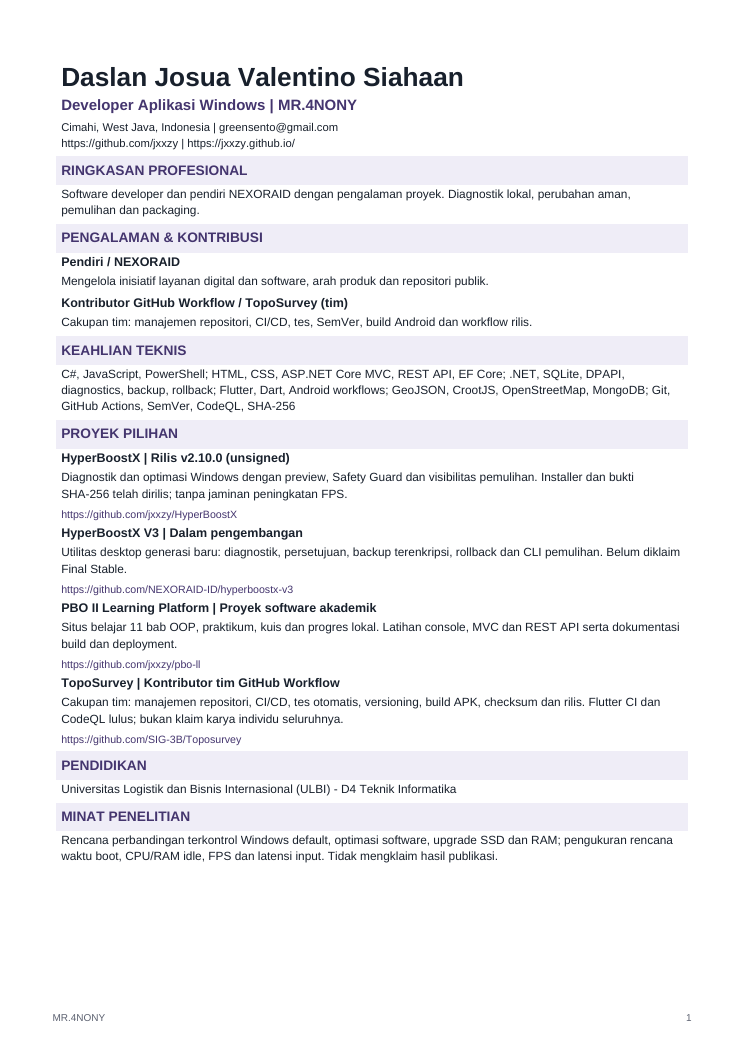 Daslan Josua Valentino Siahaan
Developer Aplikasi Windows | MR.4NONY
Cimahi, West Java, Indonesia | greensento@gmail.com
https://github.com/jxxzy | https://jxxzy.github.io/
RINGKASAN PROFESIONAL
Software developer dan pendiri NEXORAID dengan pengalaman proyek. Diagnostik lokal, perubahan aman,
pemulihan dan packaging.
PENGALAMAN & KONTRIBUSI
Pendiri / NEXORAID
Mengelola inisiatif layanan digital dan software, arah produk dan repositori publik.
Kontributor GitHub Workflow / TopoSurvey (tim)
Cakupan tim: manajemen repositori, CI/CD, tes, SemVer, build Android dan workflow rilis.
KEAHLIAN TEKNIS
C#, JavaScript, PowerShell; HTML, CSS, ASP.NET Core MVC, REST API, EF Core; .NET, SQLite, DPAPI,
diagnostics, backup, rollback; Flutter, Dart, Android workflows; GeoJSON, CrootJS, OpenStreetMap, MongoDB; Git,
GitHub Actions, SemVer, CodeQL, SHA-256
PROYEK PILIHAN
HyperBoostX | Rilis v2.10.0 (unsigned)
Diagnostik dan optimasi Windows dengan preview, Safety Guard dan visibilitas pemulihan. Installer dan bukti
SHA-256 telah dirilis; tanpa jaminan peningkatan FPS.
https://github.com/jxxzy/HyperBoostX
HyperBoostX V3 | Dalam pengembangan
Utilitas desktop generasi baru: diagnostik, persetujuan, backup terenkripsi, rollback dan CLI pemulihan. Belum diklaim
Final Stable.
https://github.com/NEXORAID-ID/hyperboostx-v3
PBO II Learning Platform | Proyek software akademik
Situs belajar 11 bab OOP, praktikum, kuis dan progres lokal. Latihan console, MVC dan REST API serta dokumentasi
build dan deployment.
https://github.com/jxxzy/pbo-ll
TopoSurvey | Kontributor tim GitHub Workflow
Cakupan tim: manajemen repositori, CI/CD, tes otomatis, versioning, build APK, checksum dan rilis. Flutter CI dan
CodeQL lulus; bukan klaim karya individu seluruhnya.
https://github.com/SIG-3B/Toposurvey
PENDIDIKAN
Universitas Logistik dan Bisnis Internasional (ULBI) - D4 Teknik Informatika
MINAT PENELITIAN
Rencana perbandingan terkontrol Windows default, optimasi software, upgrade SSD dan RAM; pengukuran rencana
waktu boot, CPU/RAM idle, FPS dan latensi input. Tidak mengklaim hasil publikasi.
MR.4NONY
1